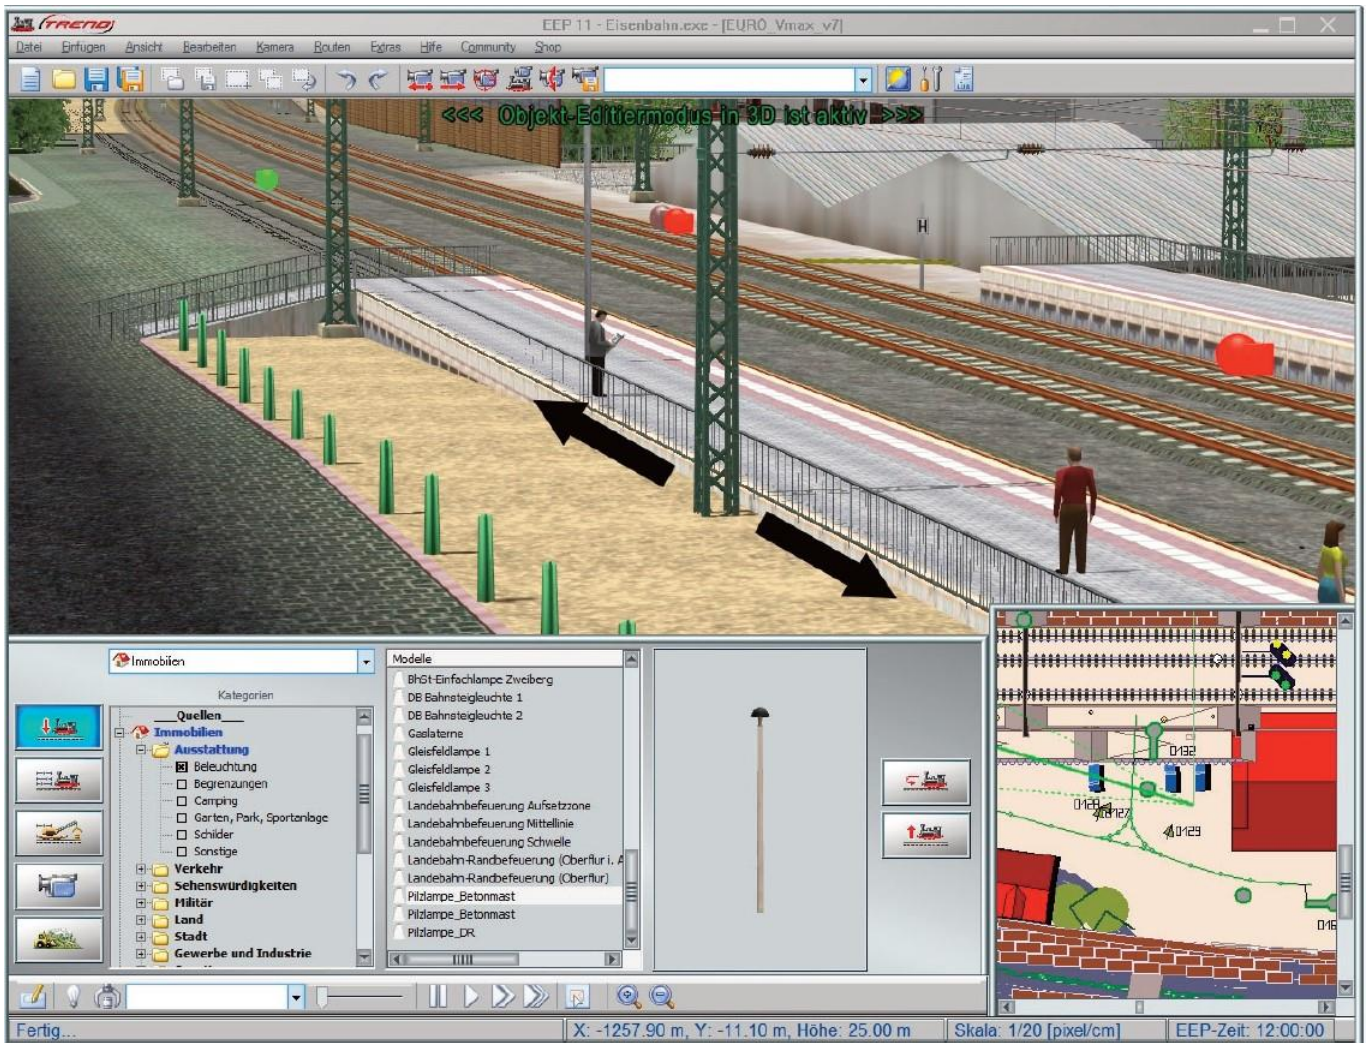 TREND EEP 11 - Eisenbahn.exe - [EURO_Vmax_v7]
Datei Einfügen Ansicht Bearbeiten Kamera Routen Extras Hilfe Community Shop
<<< Objekt-Editiermodus in 3D ist aktiv >>>
H
Immobilien
Kategorien
__Quellen__
Immobilien
Ausstattung
Beleuchtung
Begrenzungen
Camping
Garten, Park, Sportanlage
Schilder
Sonstige
Verkehr
Sehenswürdigkeiten
Militär
Land
Stadt
Gewerbe und Industrie
Modelle
BhSt-Einfachlampe Zweiberg
DB Bahnsteigleuchte 1
DB Bahnsteigleuchte 2
Gaslaterne
Gleisfeldlampe 1
Gleisfeldlampe 2
Gleisfeldlampe 3
Landebahnbefeuerung Aufsetzzone
Landebahnbefeuerung Mittellinie
Landebahnbefeuerung Schwelle
Landebahn-Randbefeuerung (Oberflur i. A
Landebahn-Randbefeuerung (Oberflur)
Pilzlampe_Betonmast
Pilzlampe_Betonmast
Pilzlampe_DR
0132
0129
Fertig... X: -1257.90 m, Y: -11.10 m, Höhe: 25.00 m Skala: 1/20 [pixel/cm] EEP-Zeit: 12:00:00